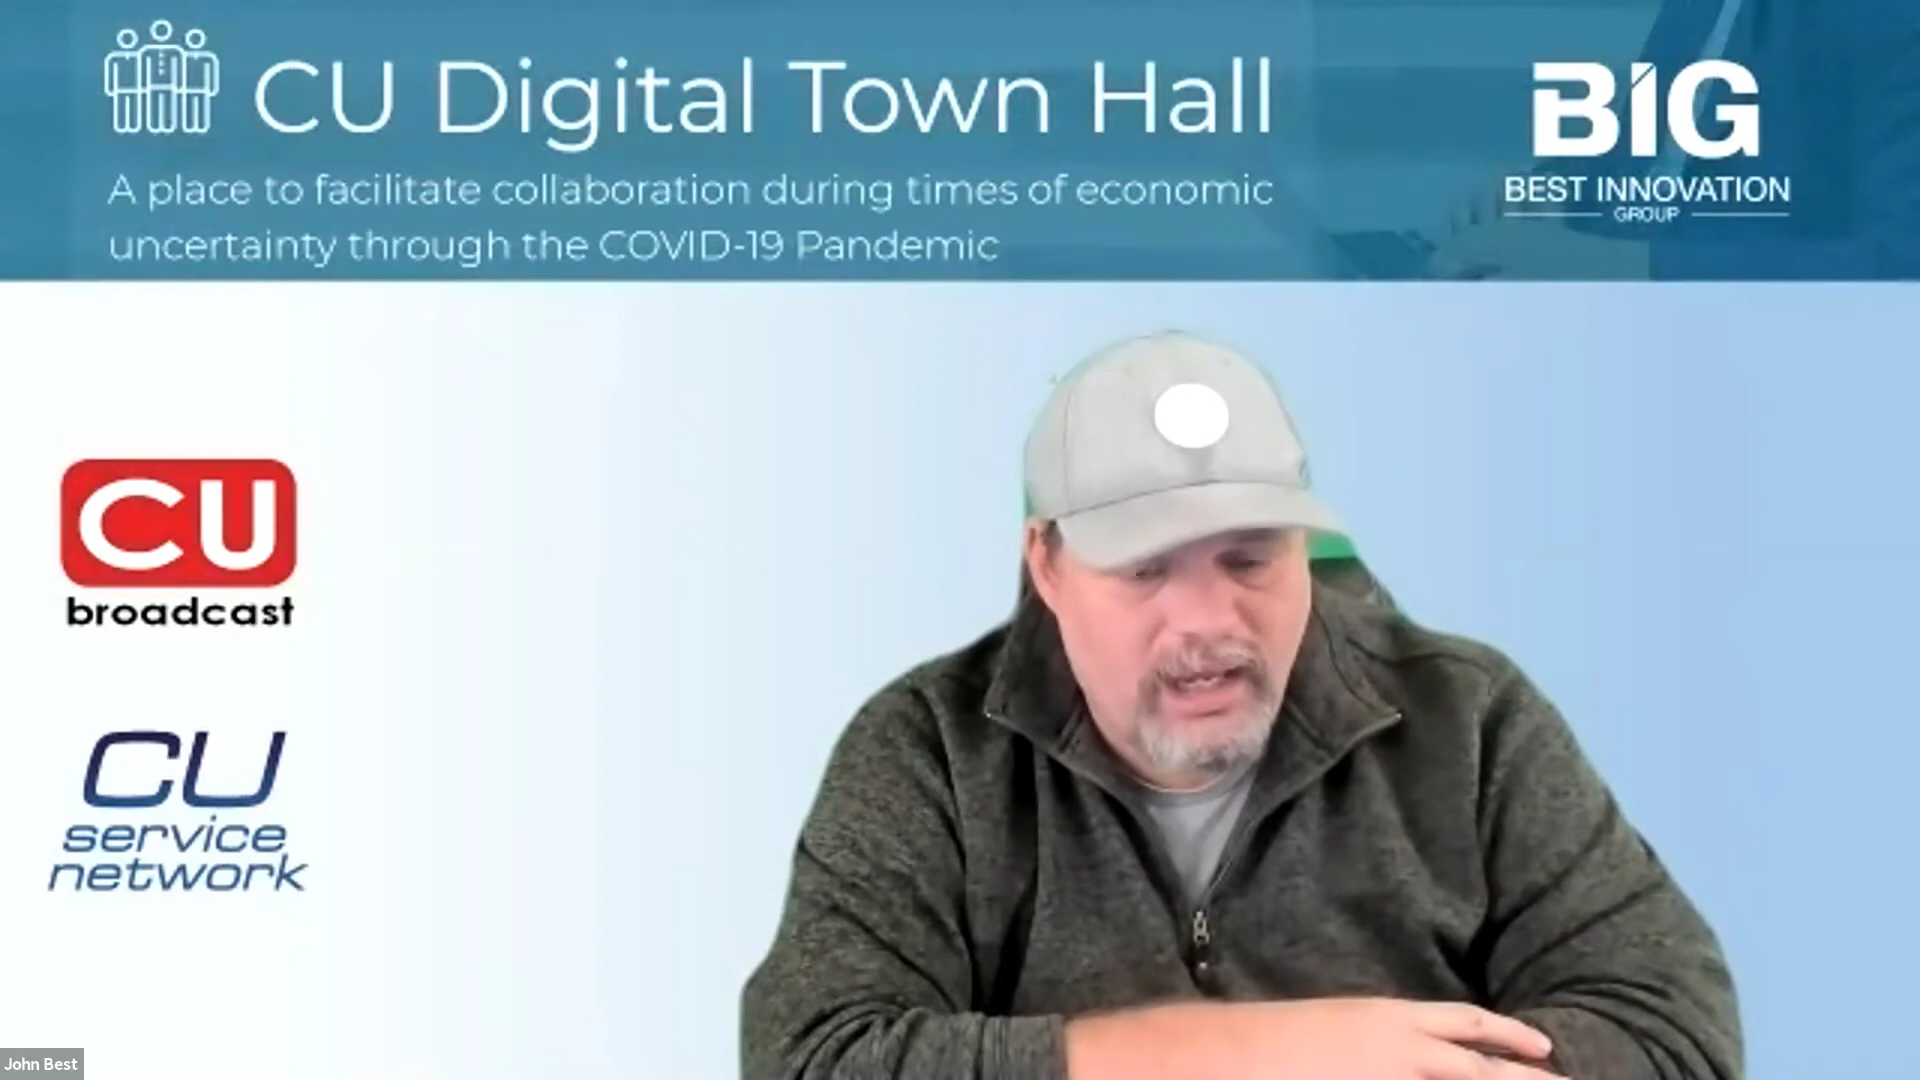 CU Digital Town Hall
A place to facilitate collaboration during times of economic
uncertainty through the COVID-19 Pandemic
BIG
BEST INNOVATION
GROUP
CU
broadcast
CU
service
network
John Best